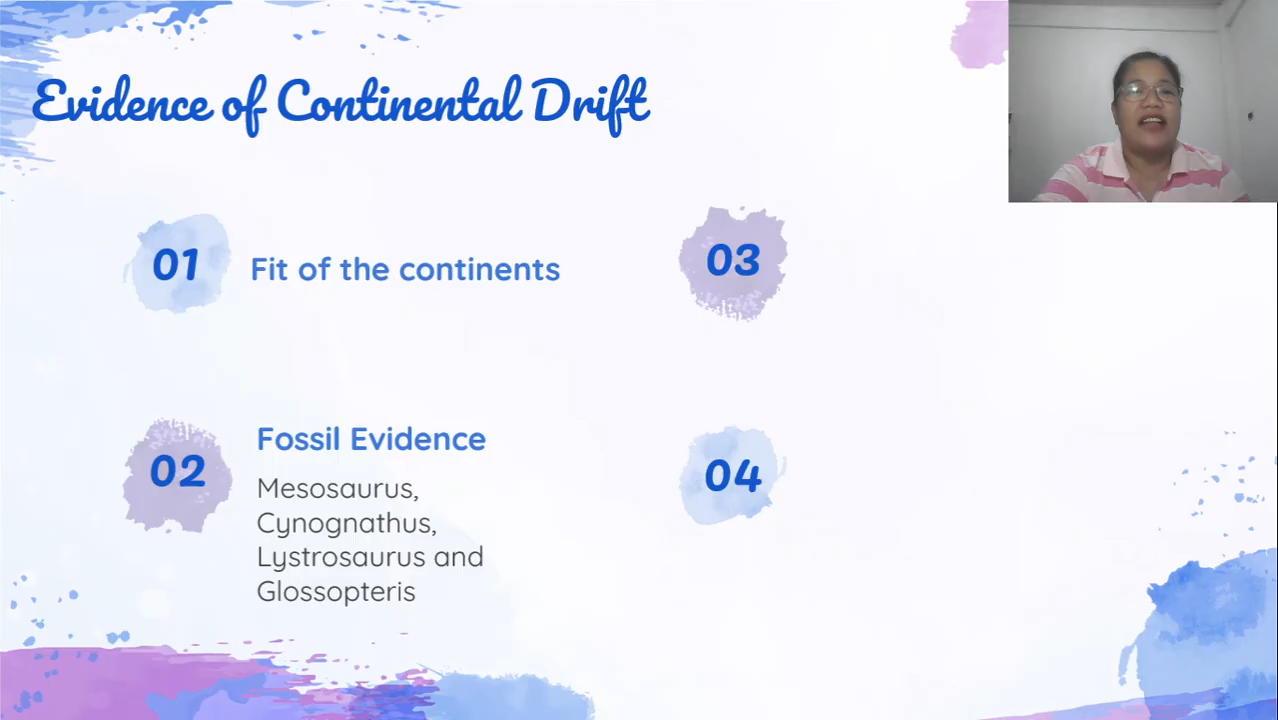 Evidence of Continental Drift
01
Fit of the continents
02
Fossil Evidence
Mesosaurus,
Cynognathus,
Lystrosaurus and
Glossopteris
03
04